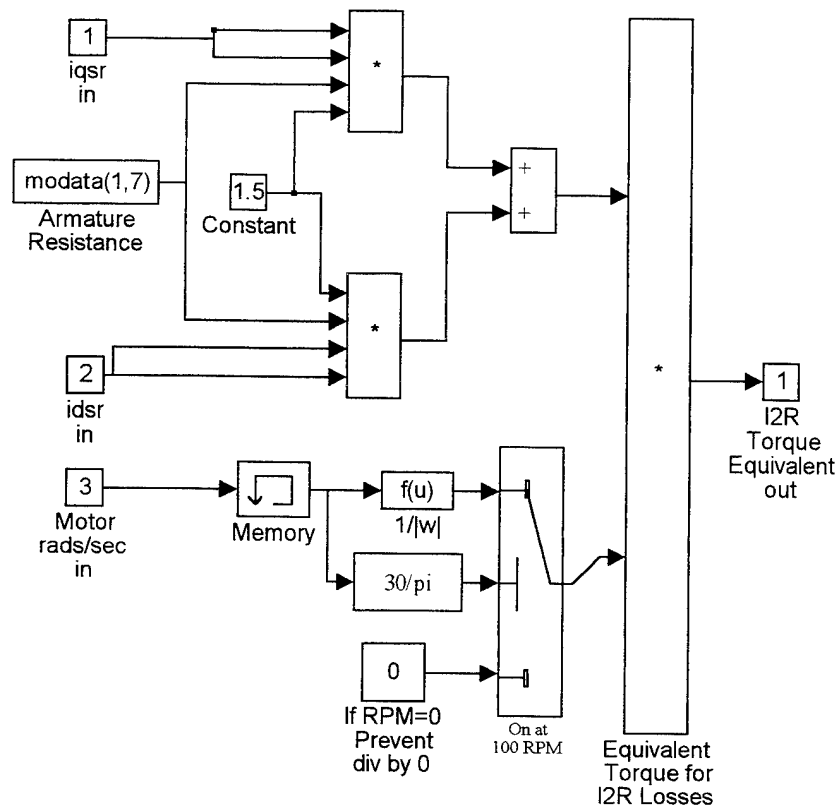 1
iqsr
in
*
modata(1,7)
Armature
Resistance
1.5
Constant
+
+
*
2
idsr
in
*
1
I2R
Torque
Equivalent
out
3
Motor
rads/sec
in
Memory
f(u)
1/|w|
30/pi
0
If RPM=0
Prevent
div by 0
On at
100 RPM
Equivalent
Torque for
I2R Losses